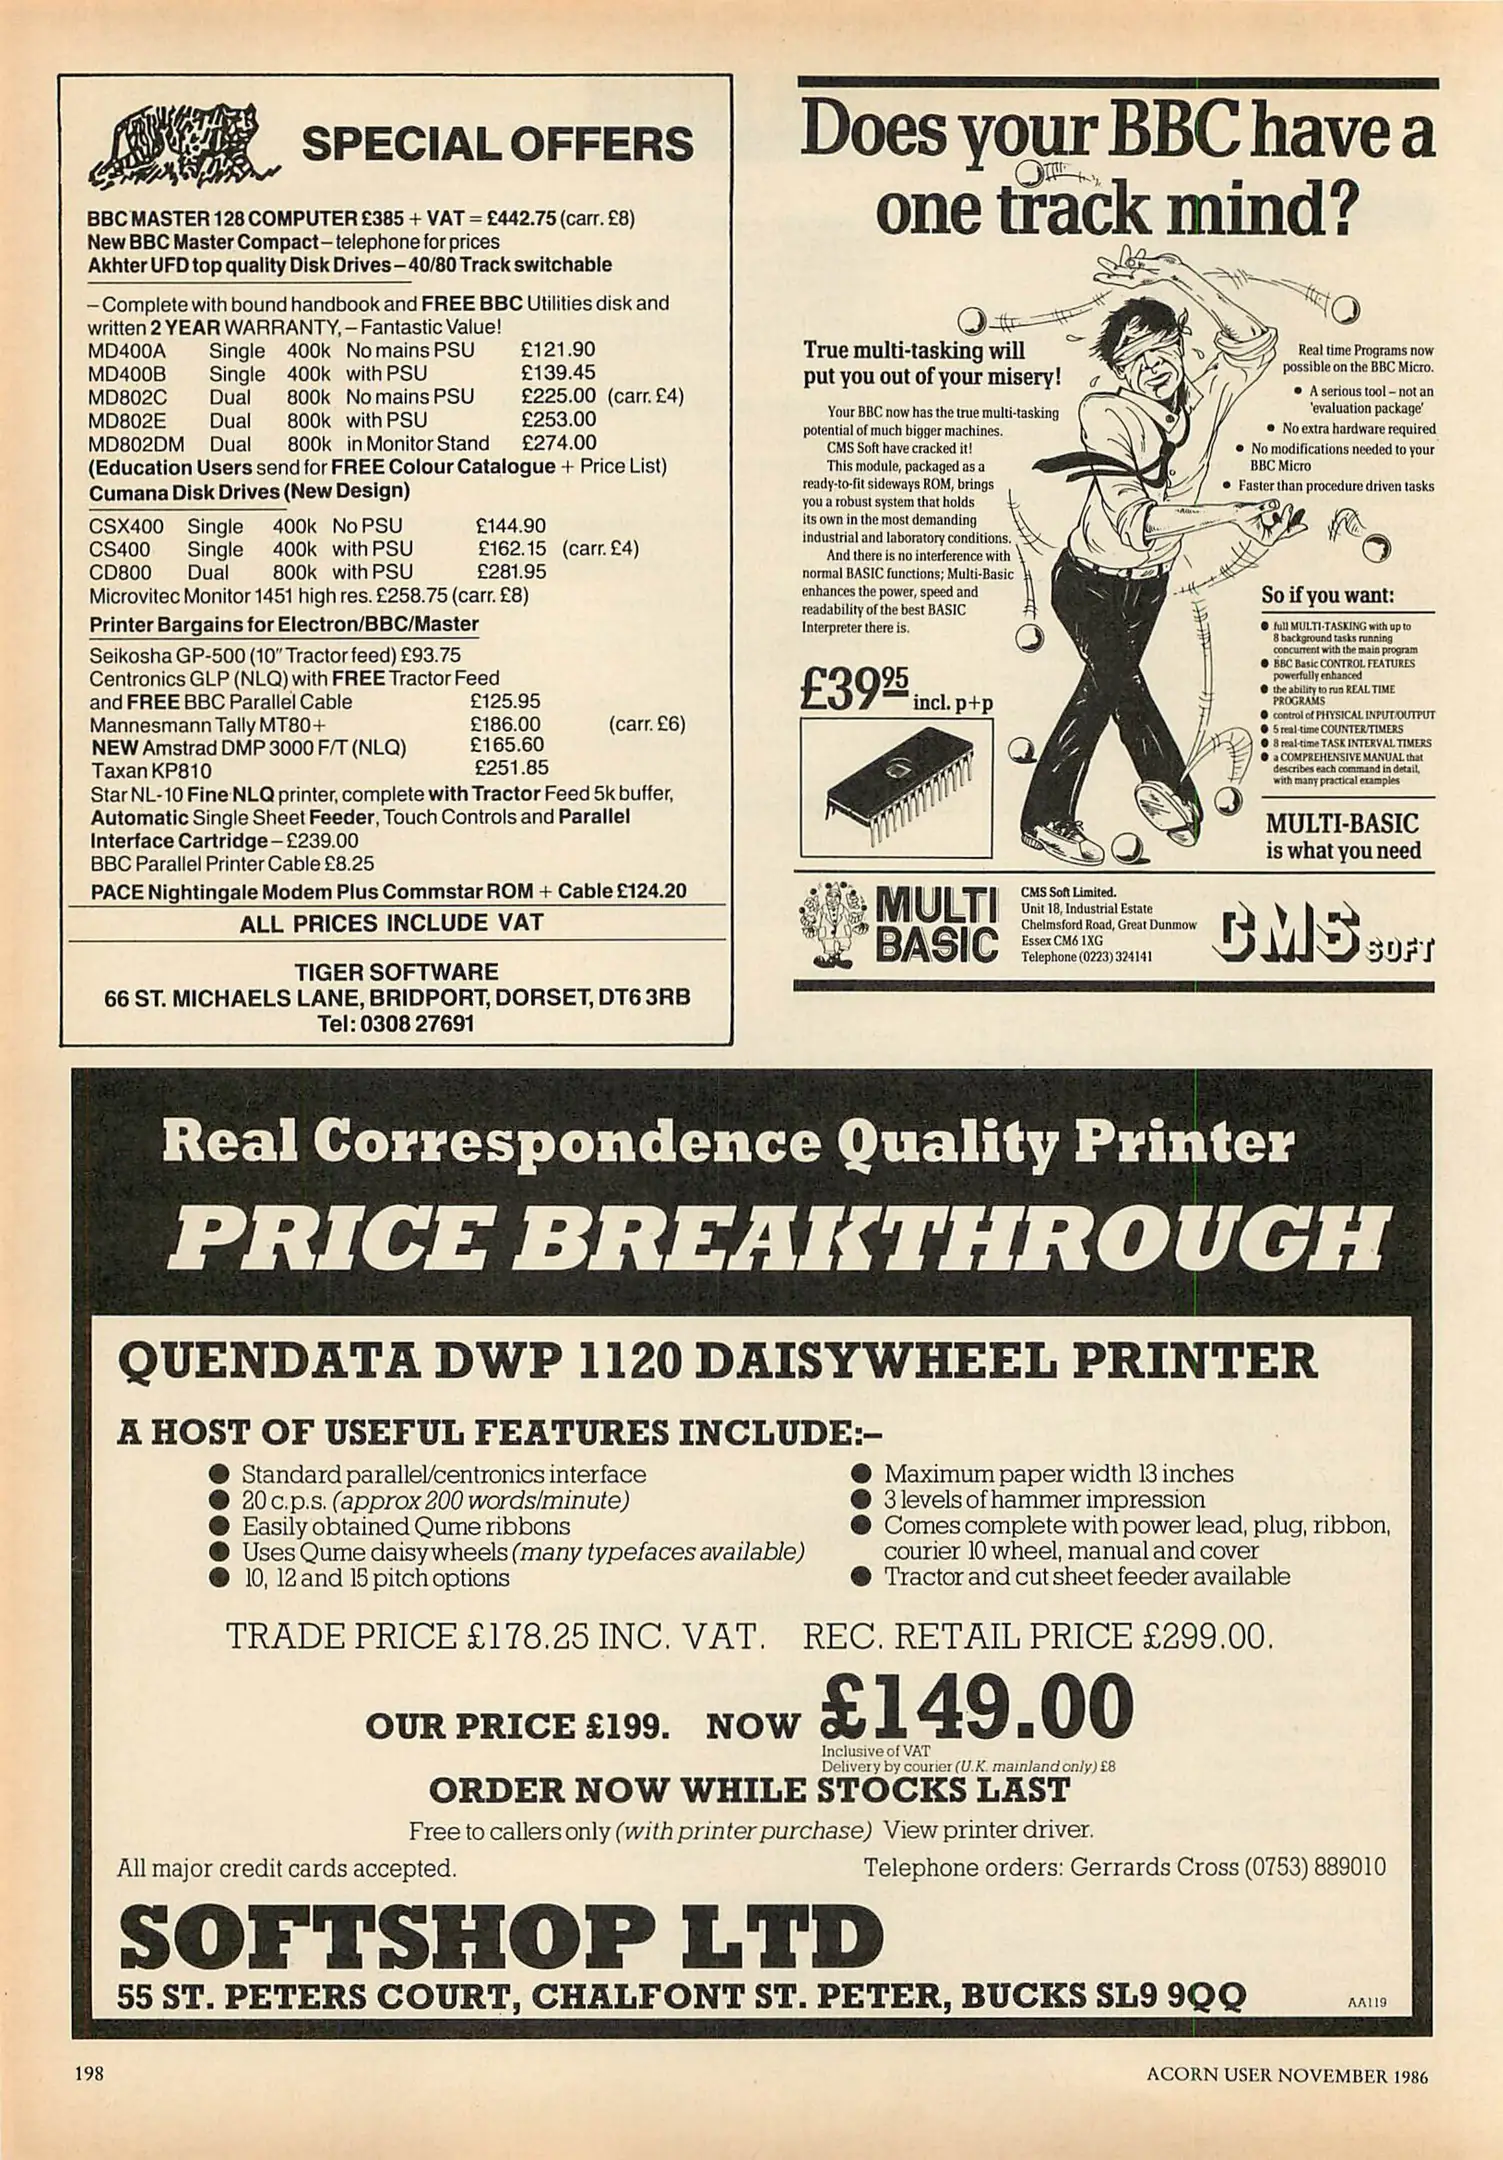 SPECIAL OFFERS
BBC MASTER 128 COMPUTER £385 + VAT = £442.75 (carr. £8)
New BBC Master Compact – telephone for prices
Akhter UFD top quality Disk Drives – 40/80 Track switchable
– Complete with bound handbook and FREE BBC Utilities disk and
written 2 YEAR WARRANTY, – Fantastic Value!
MD400A Single 400k No mains PSU £121.90
MD400B Single 400k with PSU £139.45
MD802C Dual 800k No mains PSU £225.00 (carr. £4)
MD802E Dual 800k with PSU £253.00
MD802DM Dual 800k in Monitor Stand £274.00
(Education Users send for FREE Colour Catalogue + Price List)
Cumana Disk Drives (New Design)
CSX400 Single 400k No PSU £144.90
CS400 Single 400k with PSU £162.15 (carr. £4)
CD800 Dual 800k with PSU £281.95
Microvitec Monitor 1451 high res. £258.75 (carr. £8)
Printer Bargains for Electron/BBC/Master
Seikosha GP-500 (10" Tractor feed) £93.75
Centronics GLP (NLQ) with FREE Tractor Feed
and FREE BBC Parallel Cable £125.95
Mannesmann Tally MT80+ £186.00 (carr. £6)
NEW Amstrad DMP 3000 F/T (NLQ) £165.60
Taxan KP810 £251.85
Star NL-10 Fine NLQ printer, complete with Tractor Feed 5k buffer,
Automatic Single Sheet Feeder, Touch Controls and Parallel
Interface Cartridge – £239.00
BBC Parallel Printer Cable £8.25
PACE Nightingale Modem Plus Commstar ROM + Cable £124.20
ALL PRICES INCLUDE VAT
TIGER SOFTWARE
66 ST. MICHAELS LANE, BRIDPORT, DORSET, DT6 3RB
Tel: 0308 27691
Does your BBC have a
one track mind?
True multi-tasking will
put you out of your misery!
Your BBC now has the true multi-tasking
potential of much bigger machines.
CMS Soft have cracked it!
This module, packaged as a
ready-to-fit sideways ROM, brings
you a robust system that holds
its own in the most demanding
industrial and laboratory conditions.
And there is no interference with
normal BASIC functions; Multi-Basic
enhances the power, speed and
readability of the best BASIC
Interpreter there is.
£39.95 incl. p+p
Real time Programs now
possible on the BBC Micro.
• A serious tool – not an
'evaluation package'
• No extra hardware required
• No modifications needed to your
BBC Micro
• Faster than procedure driven tasks
So if you want:
• full MULTI-TASKING with up to
8 background tasks running
concurrent with the main program
• BBC Basic CONTROL FEATURES
powerfully enhanced
• the ability to run REAL TIME
PROGRAMS
• control of PHYSICAL INPUT/OUTPUT
• 5 real-time COUNTER/TIMERS
• 8 real-time TASK INTERVAL TIMERS
• a COMPREHENSIVE MANUAL that
describes each command in detail,
with many practical examples
MULTI-BASIC
is what you need
MULTI
BASIC
CMS Soft Limited.
Unit 18, Industrial Estate
Chelmsford Road, Great Dunmow
Essex CM6 1XG
Telephone (0223) 324141
CMS SOFT
Real Correspondence Quality Printer
PRICE BREAKTHROUGH
QUENDATA DWP 1120 DAISYWHEEL PRINTER
A HOST OF USEFUL FEATURES INCLUDE:–
● Standard parallel/centronics interface
● 20 c.p.s. (approx 200 words/minute)
● Easily obtained Qume ribbons
● Uses Qume daisywheels (many typefaces available)
● 10, 12 and 15 pitch options
● Maximum paper width 13 inches
● 3 levels of hammer impression
● Comes complete with power lead, plug, ribbon,
courier 10 wheel, manual and cover
● Tractor and cut sheet feeder available
TRADE PRICE £178.25 INC. VAT. REC. RETAIL PRICE £299.00.
OUR PRICE £199. NOW £149.00
Inclusive of VAT
Delivery by courier (U.K. mainland only) £8
ORDER NOW WHILE STOCKS LAST
Free to callers only (with printer purchase) View printer driver.
All major credit cards accepted. Telephone orders: Gerrards Cross (0753) 889010
SOFTSHOP LTD
55 ST. PETERS COURT, CHALFONT ST. PETER, BUCKS SL9 9QQ
AA119
198
ACORN USER NOVEMBER 1986